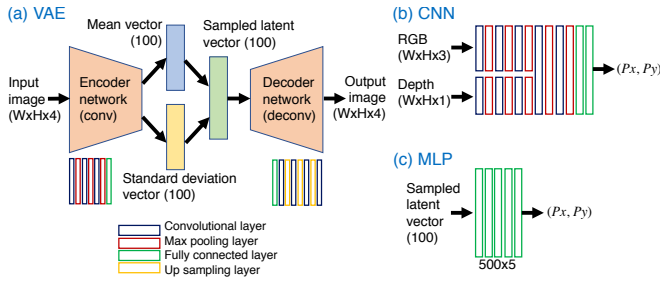 (a) VAE
Mean vector
(100)
Sampled latent
vector (100)
Input
image
(WxHx4)
Encoder
network
(conv)
Decoder
network
(deconv)
Output
image
(WxHx4)
Standard deviation
vector (100)
Convolutional layer
Max pooling layer
Fully connected layer
Up sampling layer
(b) CNN
RGB
(WxHx3)
Depth
(WxHx1)
(Px, Py)
(c) MLP
Sampled
latent
vector
(100)
500x5
(Px, Py)